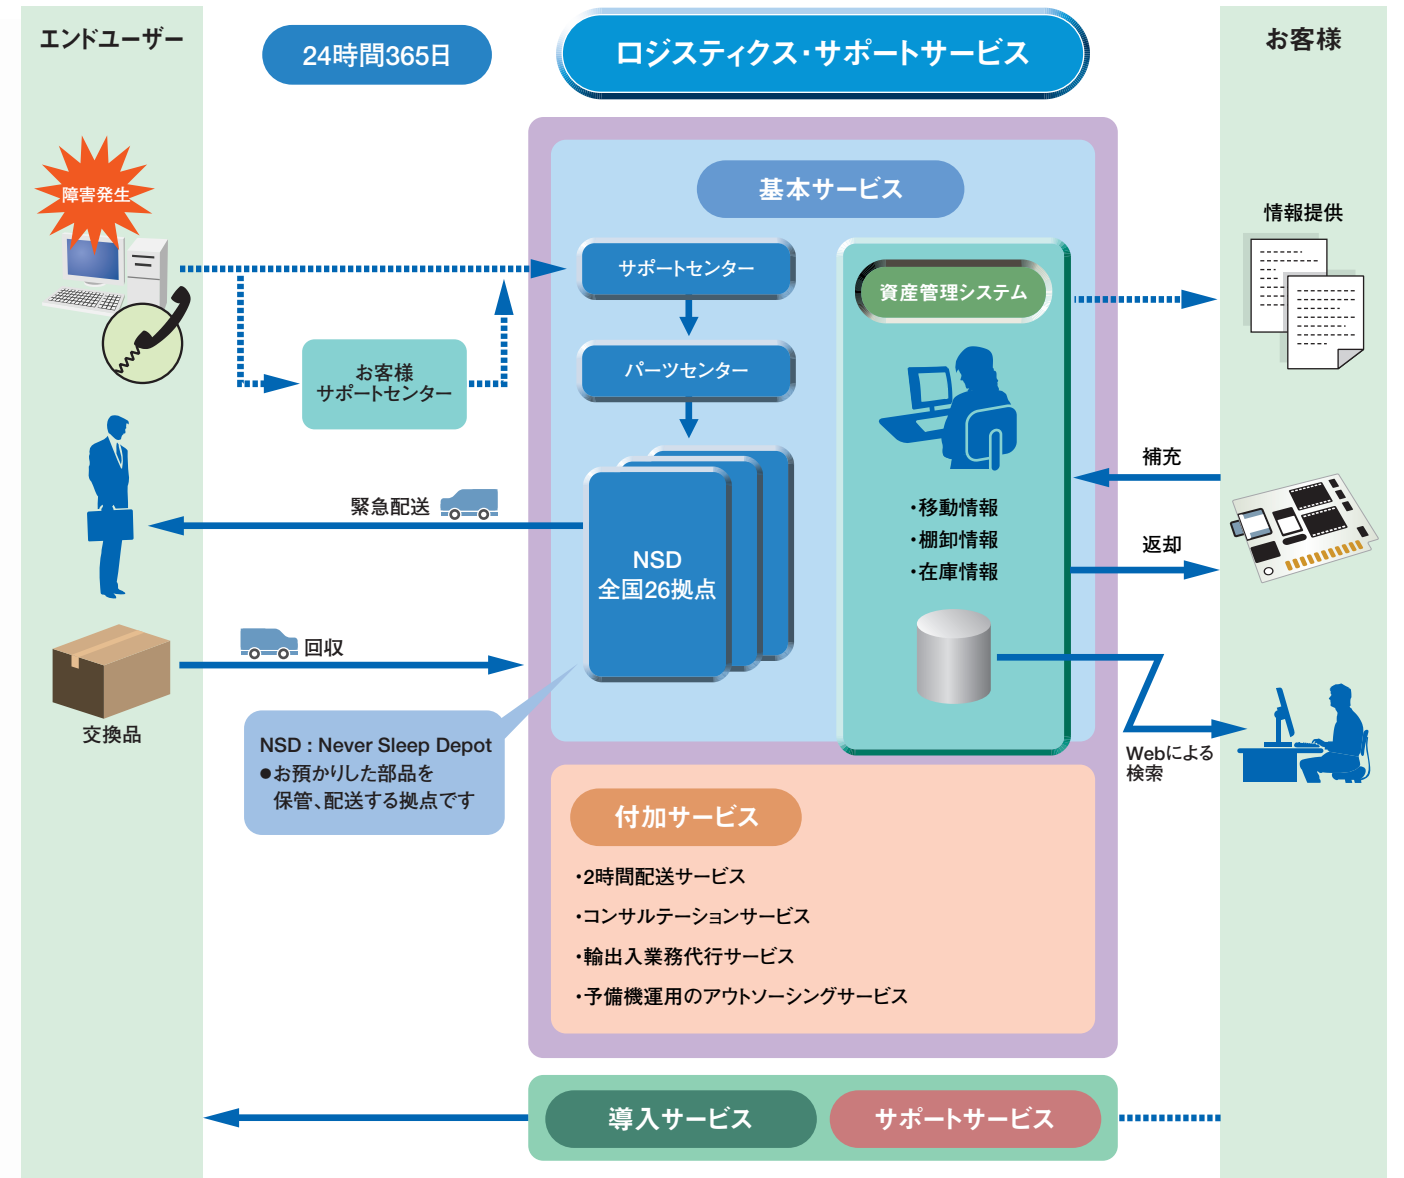 エンドユーザー
24時間365日
ロジスティクス・サポートサービス
お客様
障害発生
基本サービス
サポートセンター
パーツセンター
お客様
サポートセンター
資産管理システム
・移動情報
・棚卸情報
・在庫情報
情報提供
補充
返却
緊急配送
NSD
全国26拠点
回収
交換品
NSD : Never Sleep Depot
●お預かりした部品を
保管、配送する拠点です
Webによる
検索
付加サービス
・2時間配送サービス
・コンサルテーションサービス
・輸出入業務代行サービス
・予備機運用のアウトソーシングサービス
導入サービス
サポートサービス